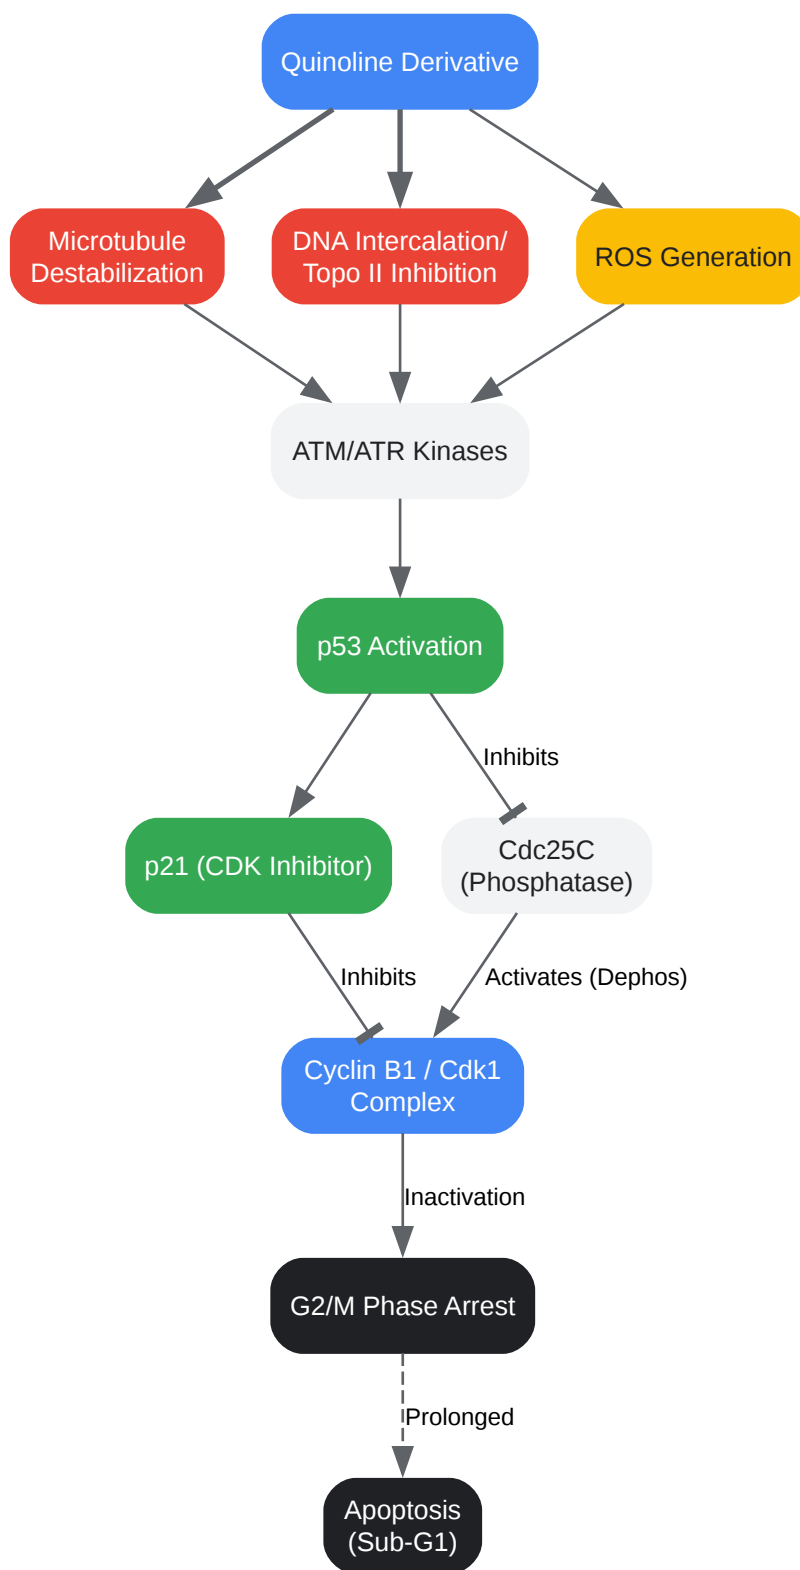 Quinoline Derivative
Microtubule
Destabilization
DNA Intercalation/
Topo II Inhibition
ROS Generation
ATM/ATR Kinases
p53 Activation
Inhibits
p21 (CDK Inhibitor)
Cdc25C
(Phosphatase)
Inhibits
Activates (Dephos)
Cyclin B1 / Cdk1
Complex
Inactivation
G2/M Phase Arrest
Prolonged
Apoptosis
(Sub-G1)